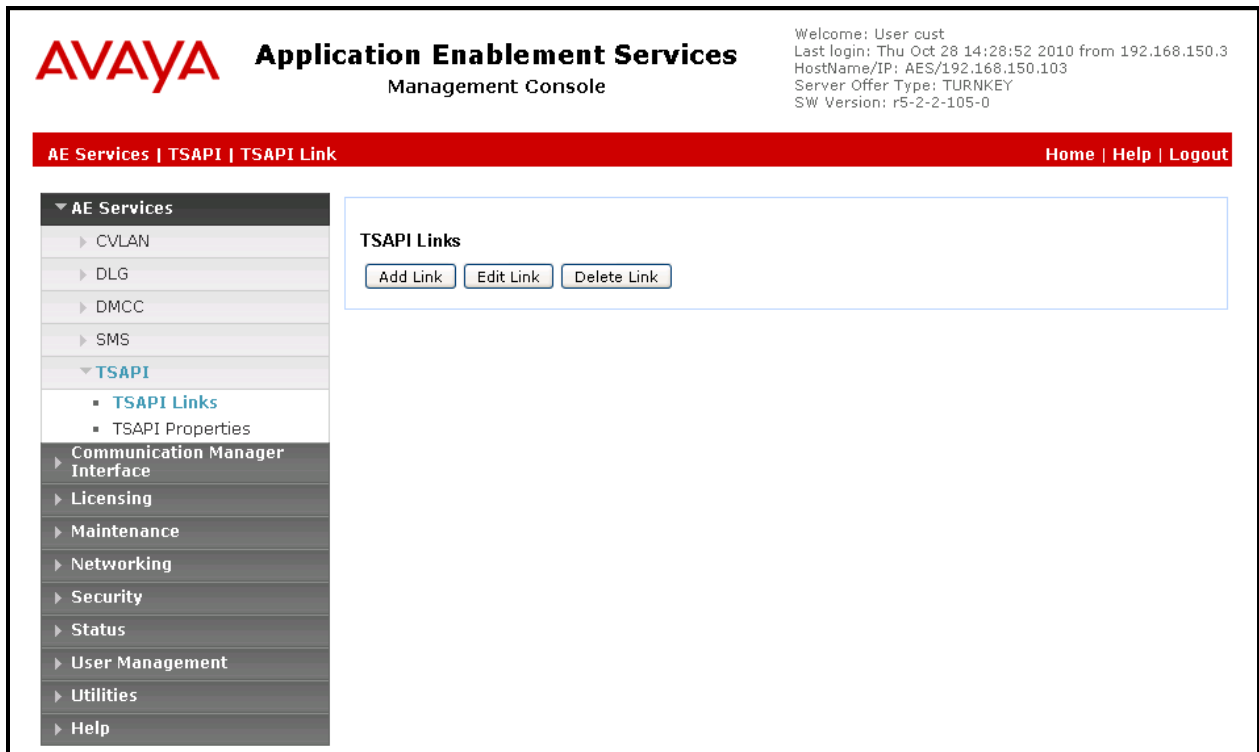 AVAYA
Application Enablement Services
Management Console
Welcome: User cust
Last login: Thu Oct 28 14:28:52 2010 from 192.168.150.3
HostName/IP: AES/192.168.150.103
Server Offer Type: TURNKEY
SW Version: r5-2-2-105-0
AE Services | TSAPI | TSAPI Link
Home | Help | Logout
AE Services
CVLAN
DLG
DMCC
SMS
TSAPI
TSAPI Links
TSAPI Properties
Communication Manager
Interface
Licensing
Maintenance
Networking
Security
Status
User Management
Utilities
Help
TSAPI Links
Add Link Edit Link Delete Link